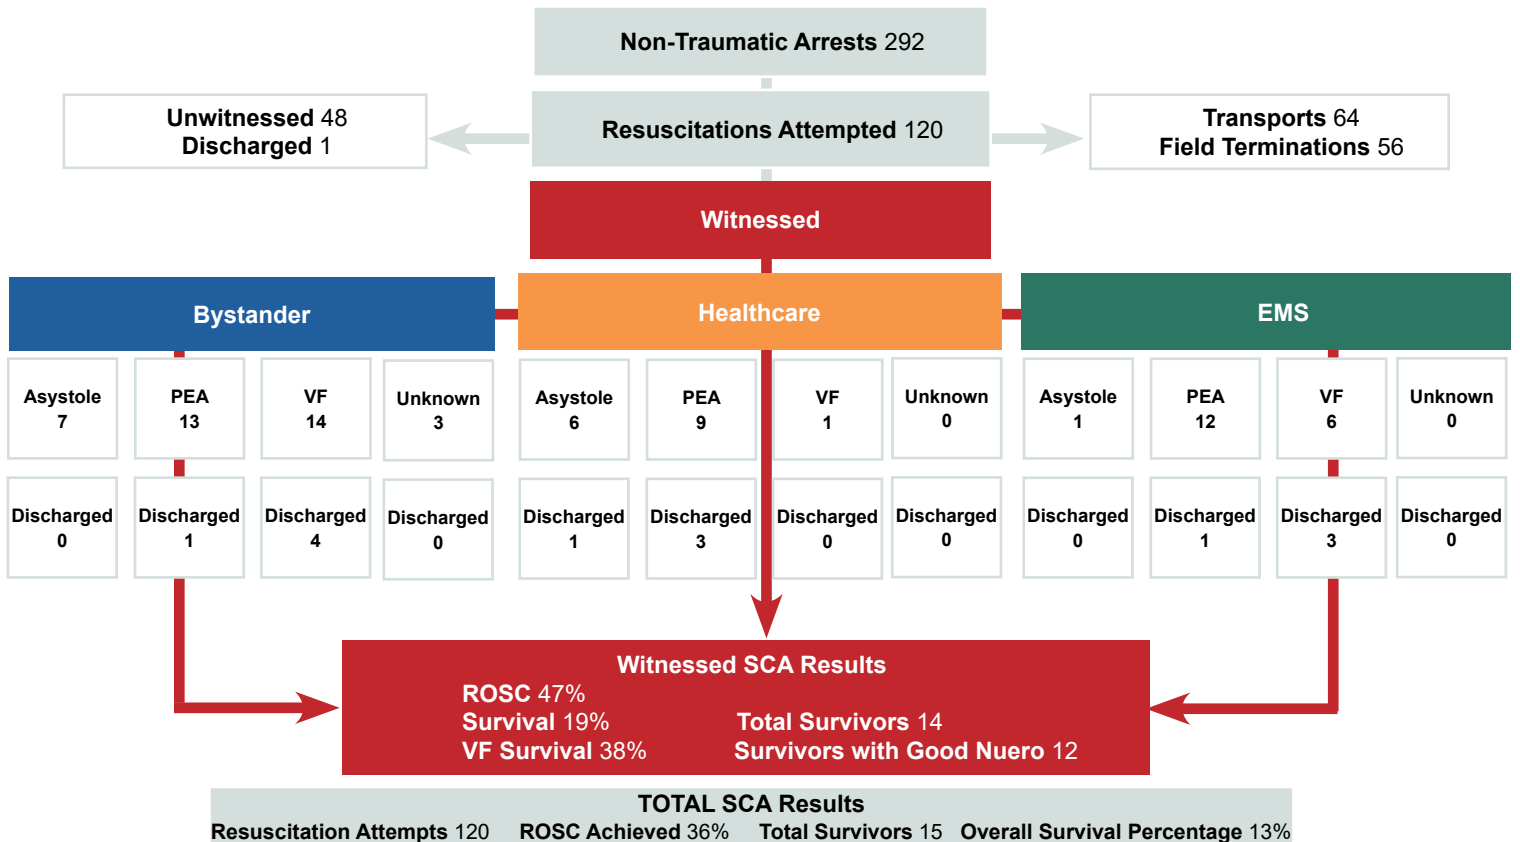 Non-Traumatic Arrests 292
Unwitnessed 48
Discharged 1
Resuscitations Attempted 120
Transports 64
Field Terminations 56
Witnessed
Bystander
Healthcare
EMS
Asystole
7
PEA
13
VF
14
Unknown
3
Asystole
6
PEA
9
VF
1
Unknown
0
Asystole
1
PEA
12
VF
6
Unknown
0
Discharged
0
Discharged
1
Discharged
4
Discharged
0
Discharged
1
Discharged
3
Discharged
0
Discharged
0
Discharged
0
Discharged
1
Discharged
3
Discharged
0
Witnessed SCA Results
ROSC 47%
Survival 19%
Total Survivors 14
VF Survival 38%
Survivors with Good Nuero 12
TOTAL SCA Results
Resuscitation Attempts 120 ROSC Achieved 36% Total Survivors 15 Overall Survival Percentage 13%